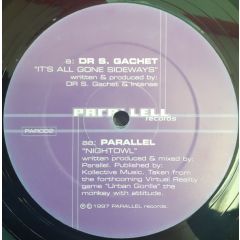 a: DR S. GACHET
"IT'S ALL GONE SIDEWAYS"
written & produced by:
DR S. Gachet & Intense
PARALLELL
records
PAR002
aa: PARALLEL
"NIGHTOWL"
written produced & mixed by:
Parallel. Published by:
Kollective Music. Taken from
the forthcoming Virtual Reality
game "Urban Gorilla" the
monkey with attitude.
© 1997 PARALLEL records.